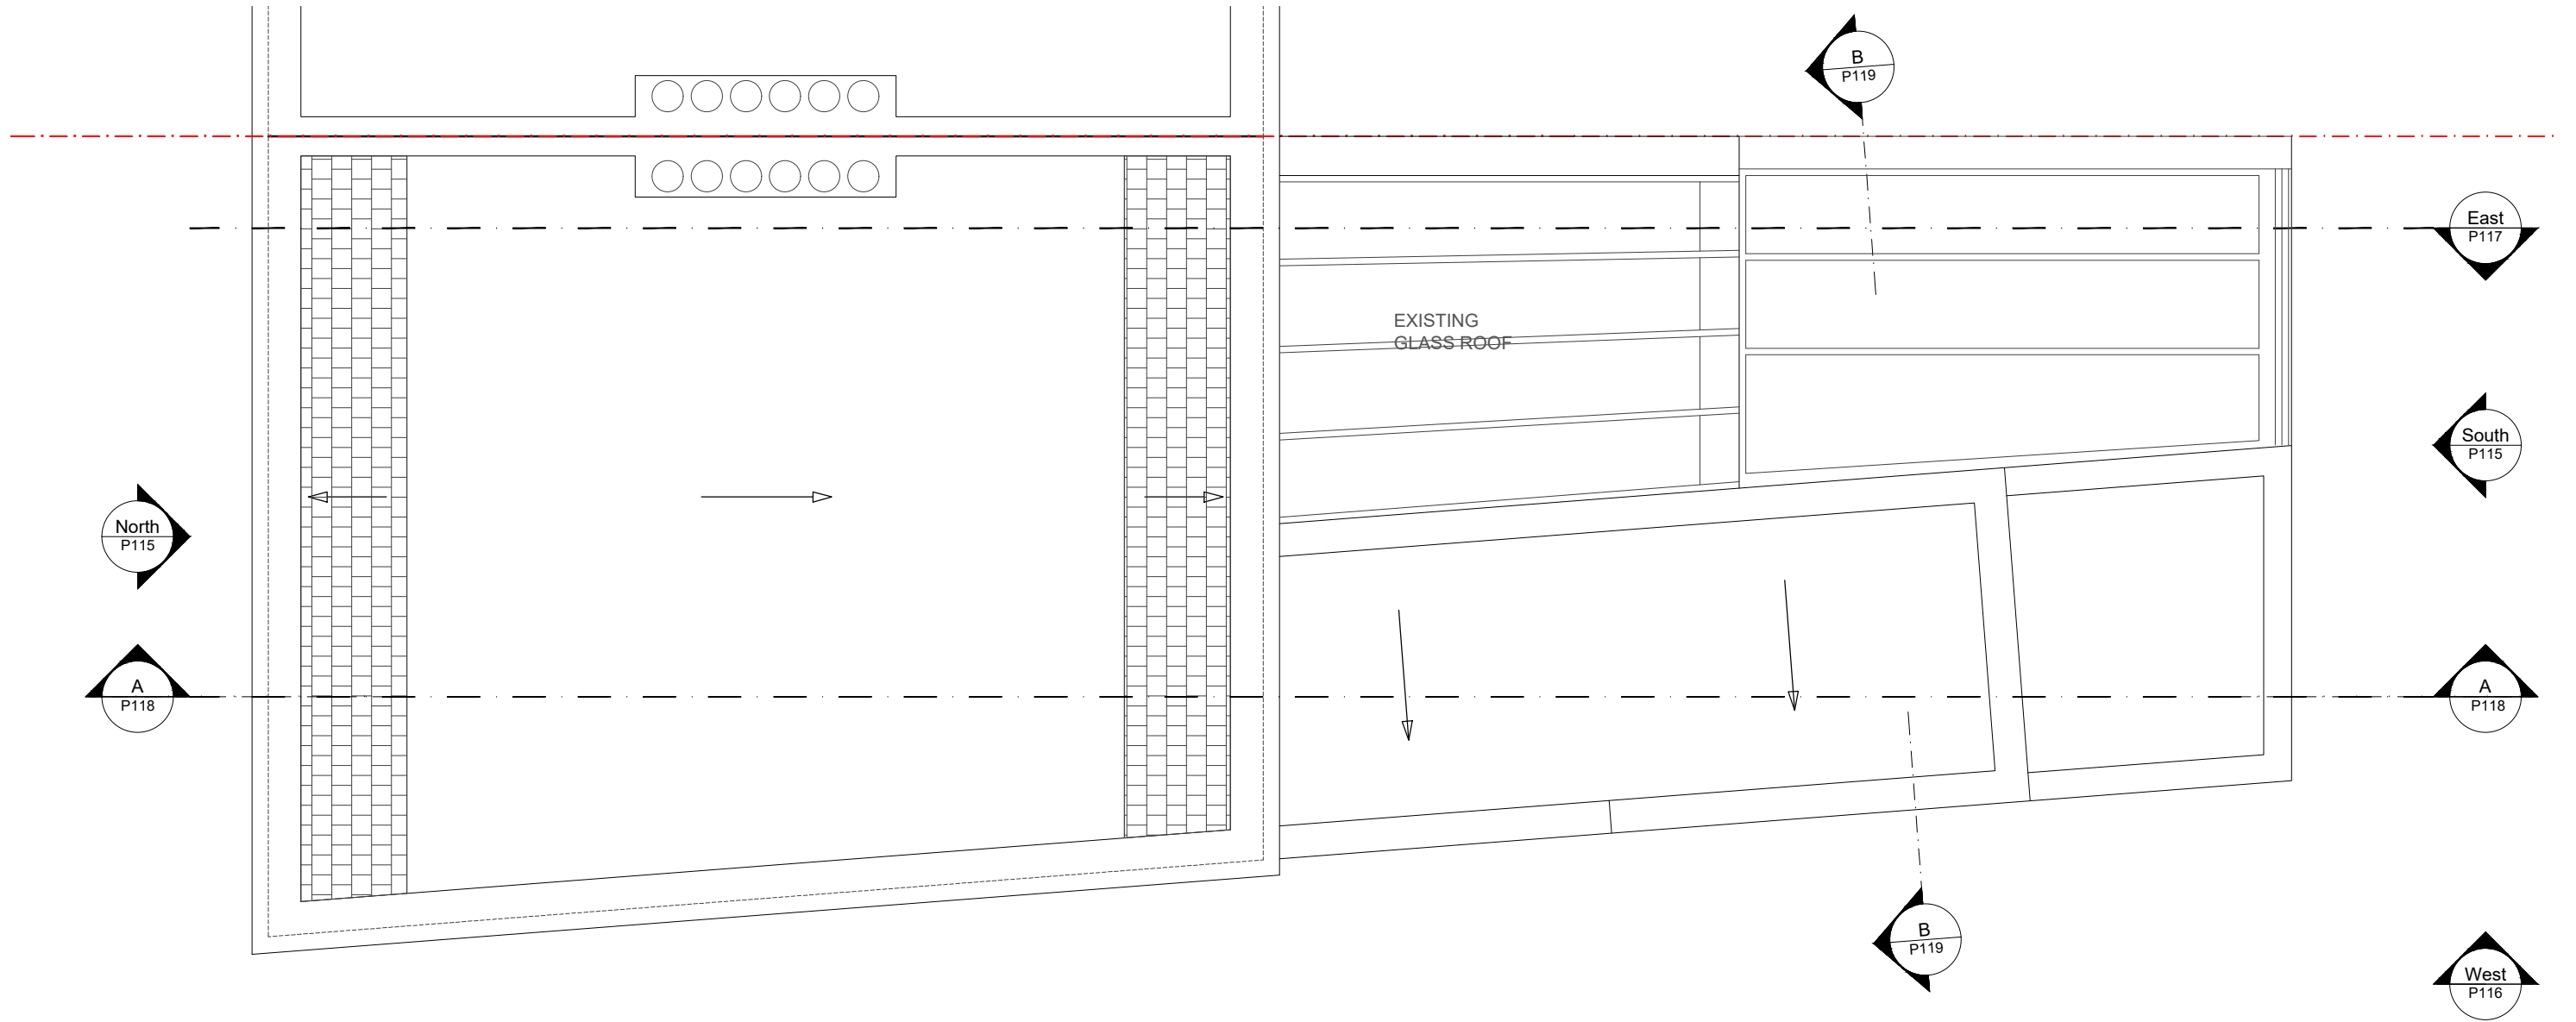 B
P119
East
P117
EXISTING
GLASS ROOF
South
P115
North
P115
A
P118
A
P118
B
P119
West
P116